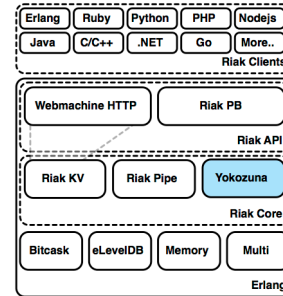 Erlang Ruby Python PHP Nodejs
Java C/C++ .NET Go More..
Riak Clients
Webmachine HTTP Riak PB
Riak API
Riak KV Riak Pipe Yokozuna
Riak Core
Bitcask eLevelDB Memory Multi
Erlang